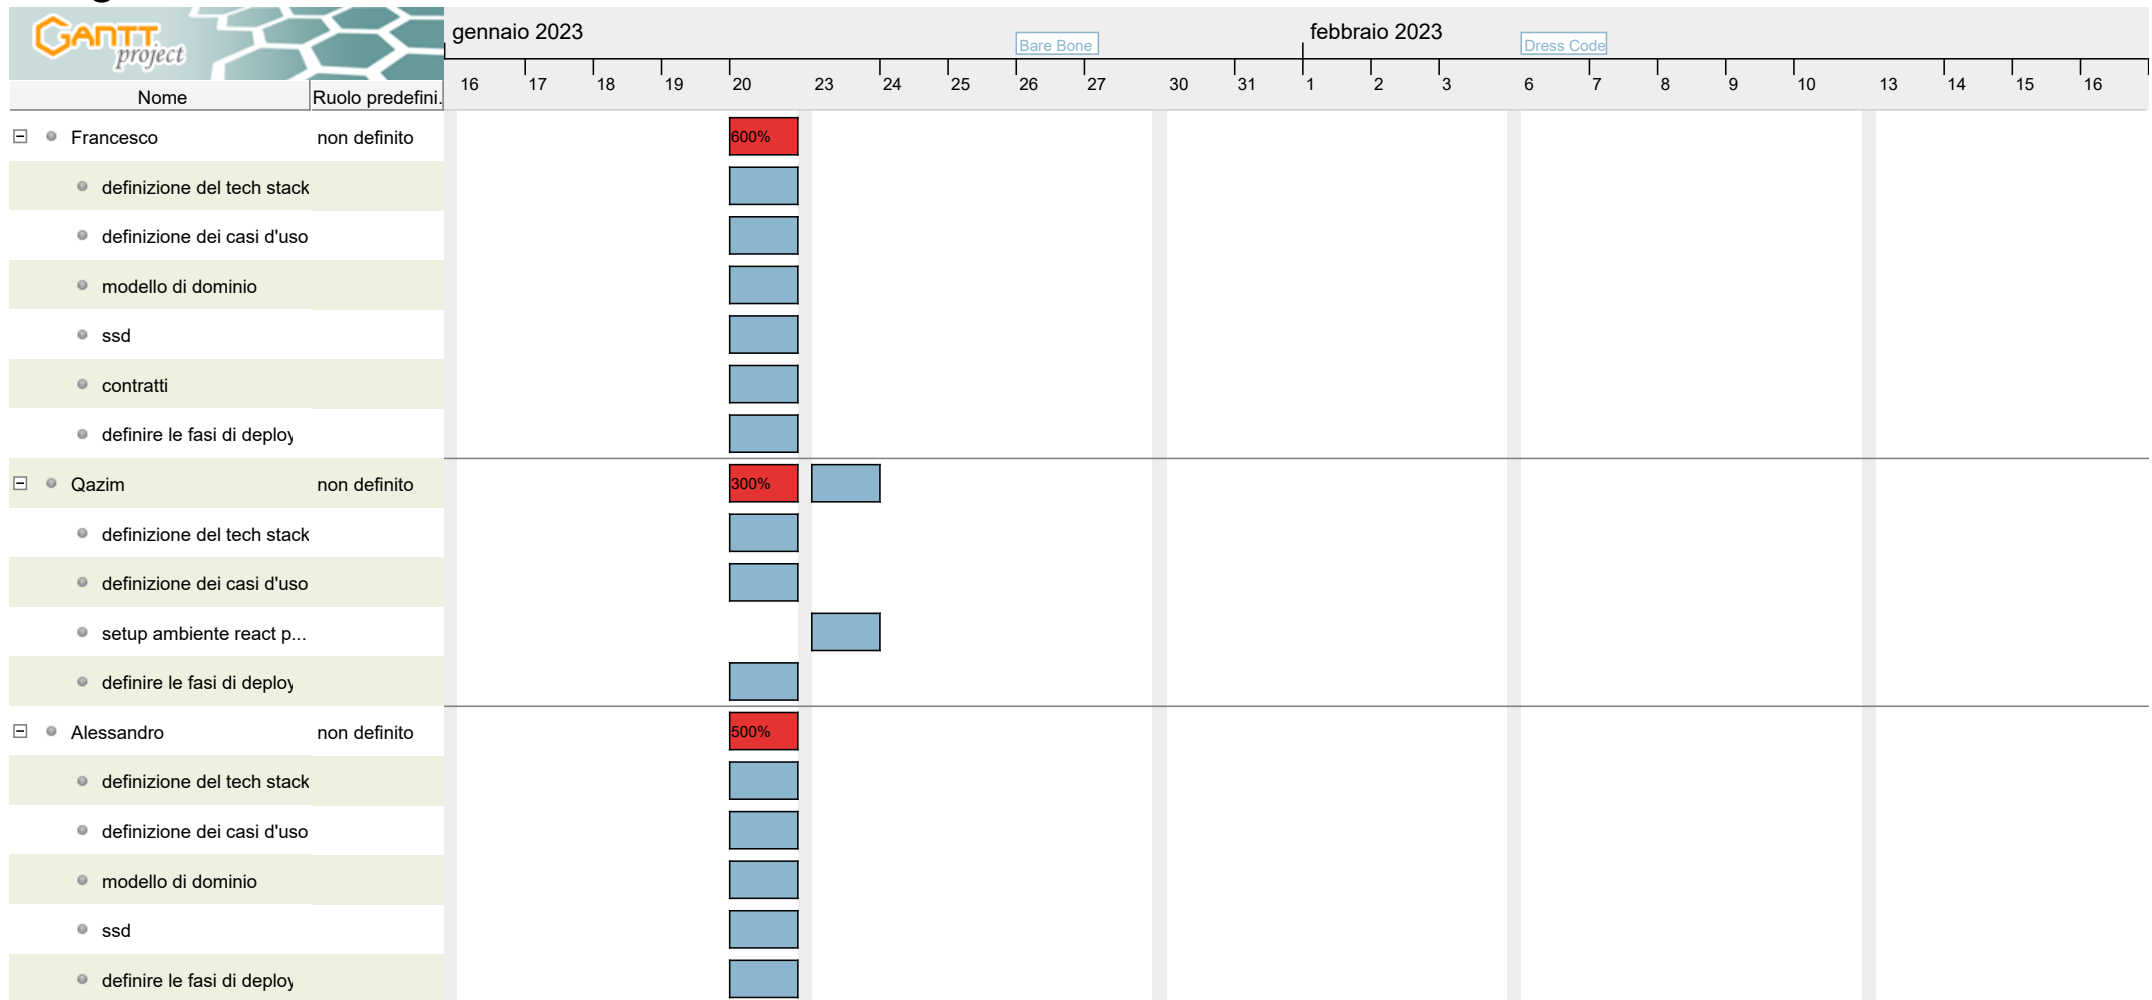 GANTT
project
gennaio 2023
febbraio 2023
Bare Bone
Dress Code
16 17 18 19 20 23 24 25 26 27 30 31 1 2 3 6 7 8 9 10 13 14 15 16
Nome Ruolo predefini.
Francesco non definito 600%
definizione del tech stack
definizione dei casi d'uso
modello di dominio
ssd
contratti
definire le fasi di deploy
Qazim non definito 300%
definizione del tech stack
definizione dei casi d'uso
setup ambiente react p...
definire le fasi di deploy
Alessandro non definito 500%
definizione del tech stack
definizione dei casi d'uso
modello di dominio
ssd
definire le fasi di deploy